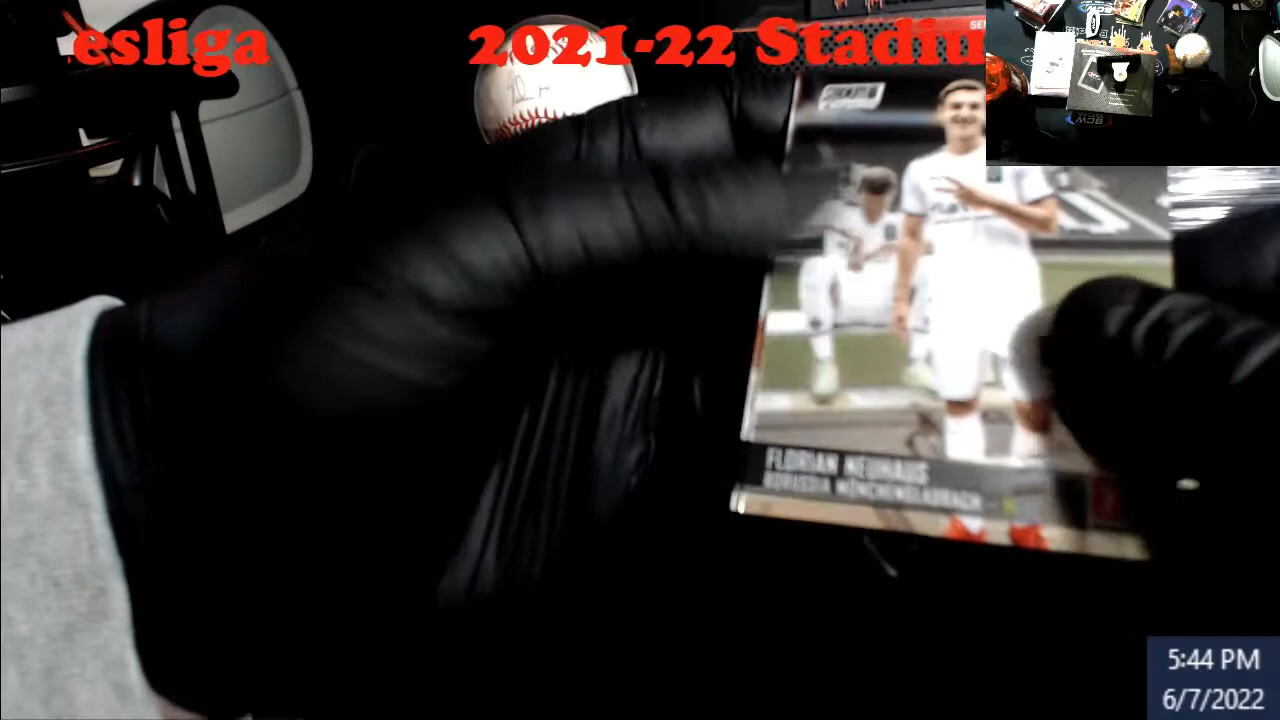 esliga 2021-22 Stadiu
FLORIAN NEUHAUS
BORUSSIA MÖNCHENGLADBACH
5:44 PM
6/7/2022